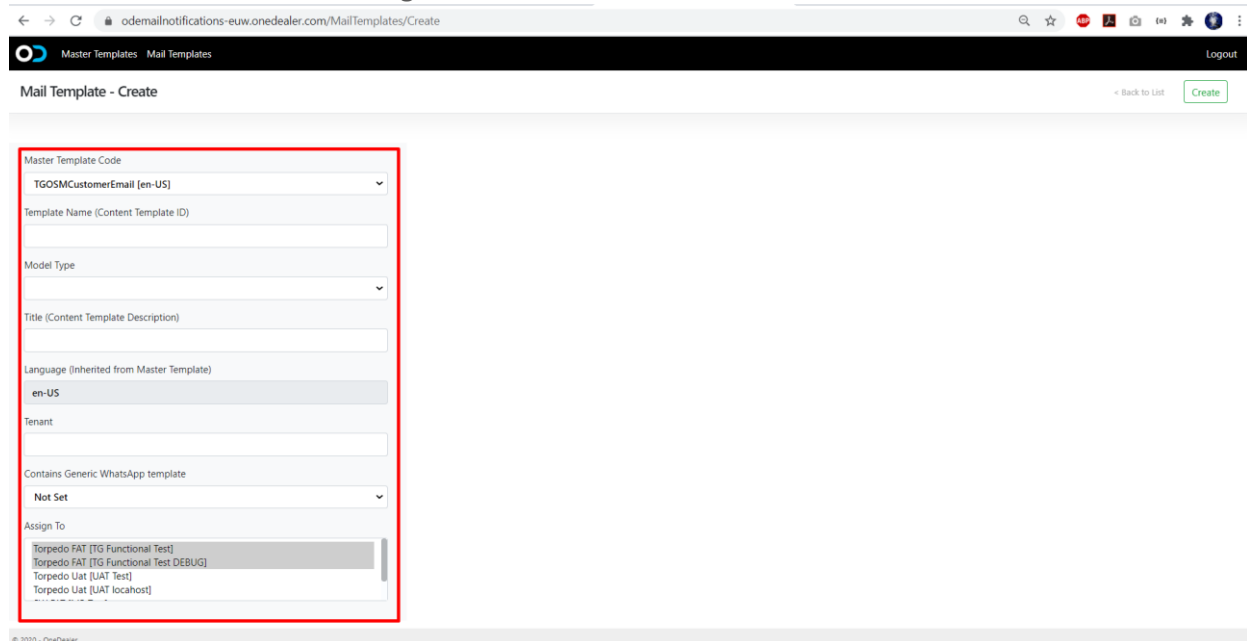 odemailnotifications-euw.onedealer.com/MailTemplates/Create
ABP
Master Templates Mail Templates
Logout
Mail Template - Create
< Back to List
Create
Master Template Code
TGOSMCustomerEmail [en-US]
Template Name (Content Template ID)
Model Type
Title (Content Template Description)
Language (Inherited from Master Template)
en-US
Tenant
Contains Generic WhatsApp template
Not Set
Assign To
Torpedo FAT [TG Functional Test]
Torpedo FAT [TG Functional Test DEBUG]
Torpedo Uat [UAT Test]
Torpedo Uat [UAT locahost]
© 2020 - OneDealer